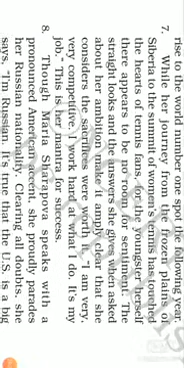 rise to the world number one spot the following year.
7. While her journey from the frozen plains of
Siberia to the summit of women's tennis has touched
the hearts of tennis fans, for the youngster herself
there appears to be no room for sentiment. The
straight looks and the answers she gives when asked
about her ambition make it amply clear that she
considers the sacrifices were worth it. "I am very,
very competitive. I work hard at what I do. It's my
job." This is her mantra for success.
8. Though Maria Sharapova speaks with a
pronounced American accent, she proudly parades
her Russian nationality. Clearing all doubts, she
says, "I'm Russian. It's true that the U.S. is a big